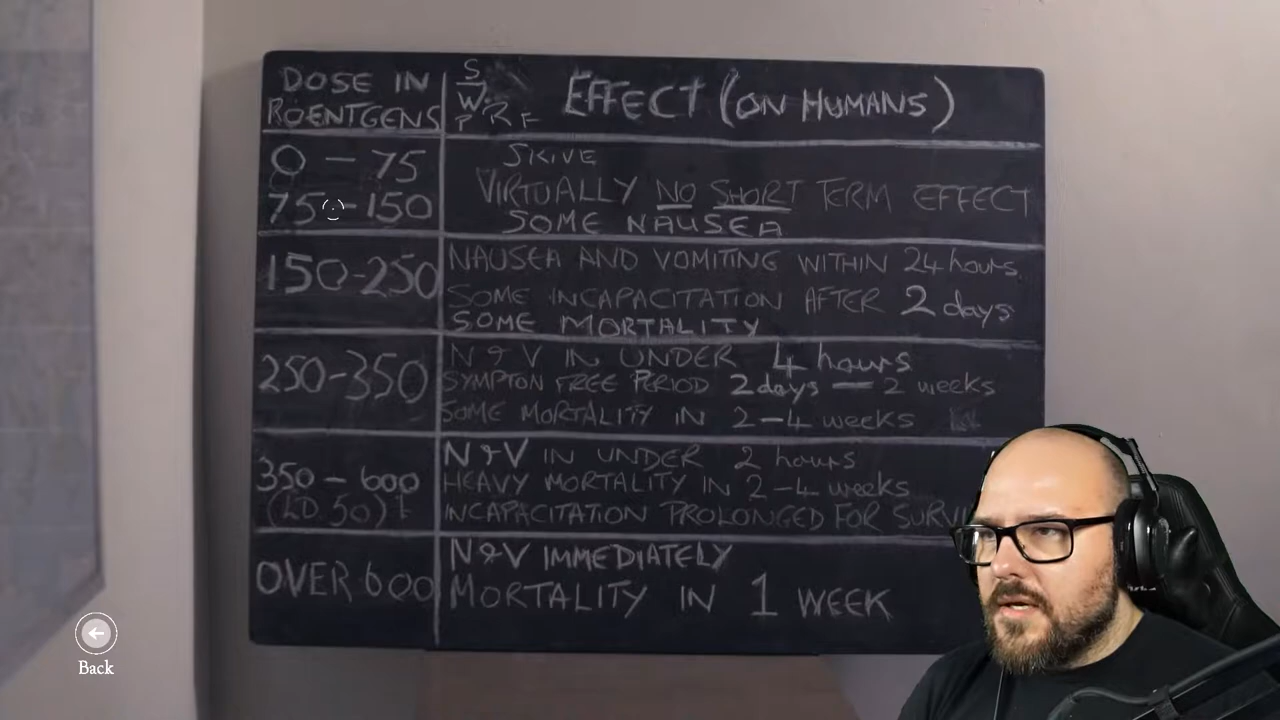 DOSE IN
ROENTGENS
S
W.
P R F
EFFECT (ON HUMANS)
0 – 75
SKIVE
VIRTUALLY NO SHORT TERM EFFECT
75 – 150
SOME NAUSEA
150-250
NAUSEA AND VOMITING WITHIN 24 hours.
SOME INCAPACITATION AFTER 2 days
SOME MORTALITY
250-350
N & V IN UNDER 4 hours
SYMPTON FREE PERIOD 2 days — 2 weeks
SOME MORTALITY IN 2-4 weeks
350 – 600
(LD 50)
N & V IN UNDER 2 hours
HEAVY MORTALITY IN 2-4 weeks
INCAPACITATION PROLONGED FOR SURVI
OVER 600
N & V IMMEDIATELY
MORTALITY IN 1 WEEK
Back